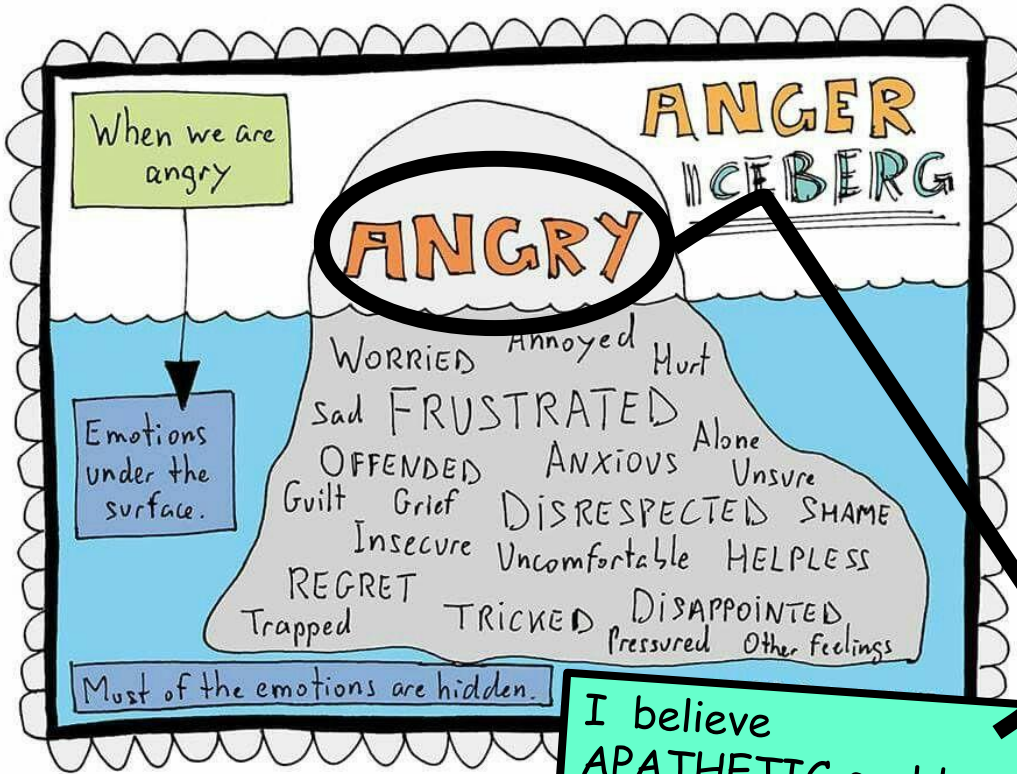 When we are
angry
ANGER
ICEBERG
ANGRY
WORRIED Annoyed Hurt
Sad FRUSTRATED
Alone
OFFENDED ANXIOUS Unsure
Guilt Grief DISRESPECTED SHAME
Insecure Uncomfortable HELPLESS
REGRET
Trapped TRICKED DISAPPOINTED
Pressured Other feelings
Emotions
under the
surface.
Most of the emotions are hidden.
I believe
APATHETIC